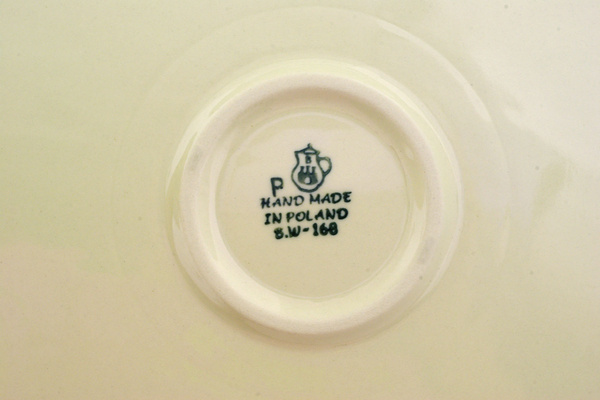 B
P
HAND MADE
IN POLAND
B.W-168